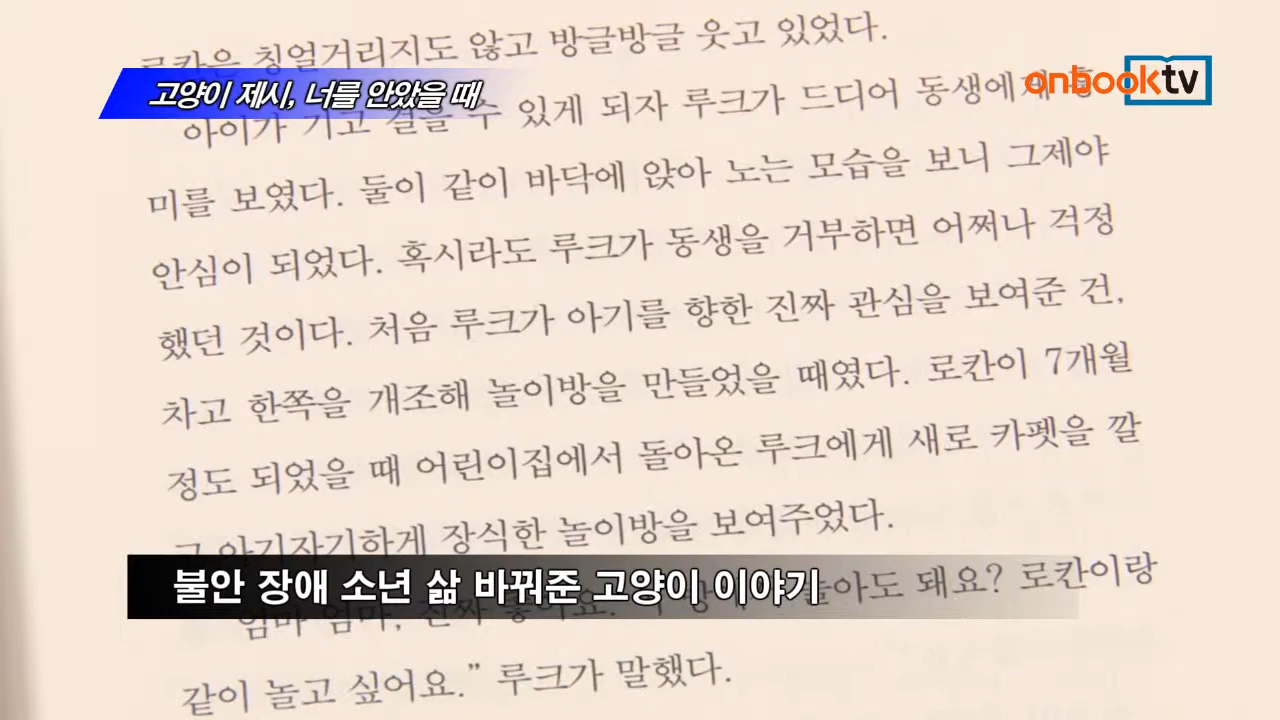 로칸은 칭얼거리지도 않고 방글방글 웃고 있었다.
고양이 제시, 너를 안았을 때
onbooktv
아이가 기고 걸을 수 있게 되자 루크가 드디어 동생에게 흥
미를 보였다. 둘이 같이 바닥에 앉아 노는 모습을 보니 그제야
안심이 되었다. 혹시라도 루크가 동생을 거부하면 어쩌나 걱정
했던 것이다. 처음 루크가 아기를 향한 진짜 관심을 보여준 건,
차고 한쪽을 개조해 놀이방을 만들었을 때였다. 로칸이 7개월
정도 되었을 때 어린이집에서 돌아온 루크에게 새로 카펫을 깔
고 아기자기하게 장식한 놀이방을 보여주었다.
불안 장애 소년 삶 바꿔준 고양이 이야기
엄마 엄마, 진짜 좋아요. 놀아도 돼요? 로칸이랑
같이 놀고 싶어요.” 루크가 말했다.